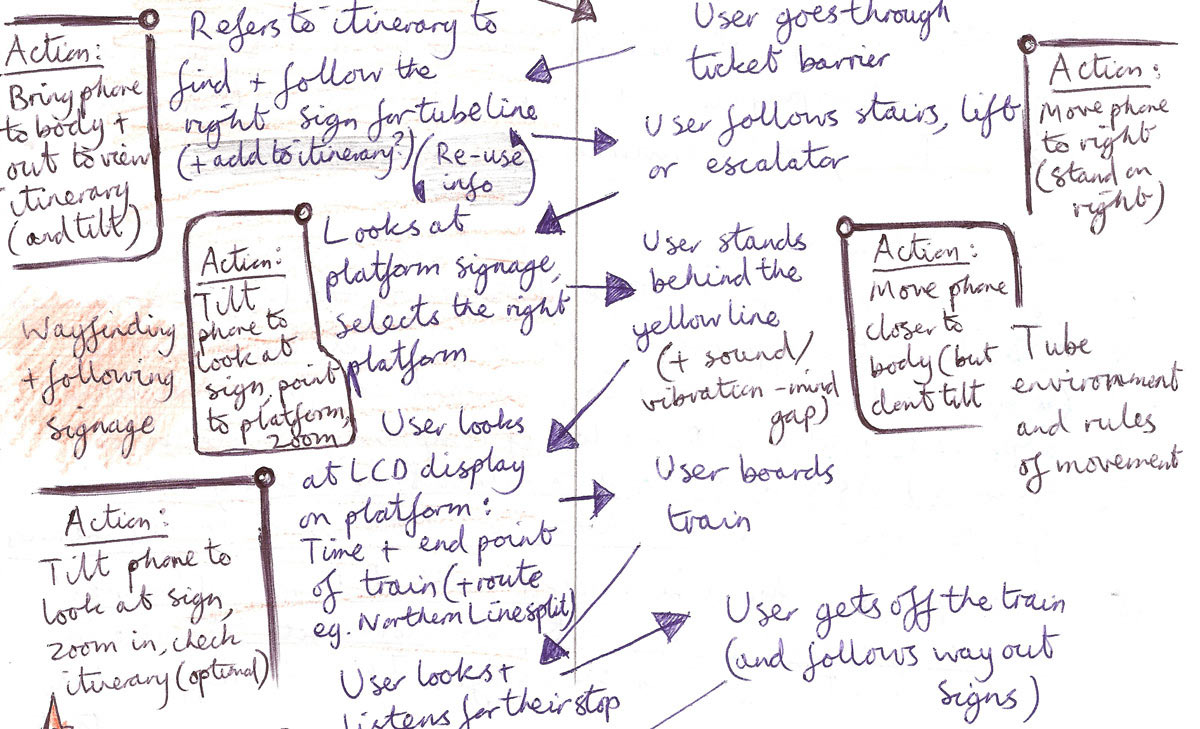 Action:
Bring phone
to body +
out to view
itinerary
(and tilt)
Refers to itinerary to
find + follow the
right sign for tube line
(+ add to itinerary?)
(Re-use
info)
User goes through
ticket barrier
User follows stairs, lift
or escalator
Action:
Move phone
to right
(stand on
right)
Action:
Tilt
phone to
look at
sign, point
to platform,
zoom
Looks at
platform signage,
selects the right
platform
User stands
behind the
yellow line
(+ sound/
vibration - mind
gap)
Action:
Move phone
closer to
body (but
dont tilt
Tube
environment
and rules
of movement
Wayfinding
+ following
signage
User looks
at LCD display
on platform:
Time + end point
of train (+ route
eg. Northern Line split)
User boards
train
Action:
Tilt phone to
look at sign,
zoom in, check
itinerary (optional)
User looks +
listens for their stop
User gets off the train
(and follows way out
signs)